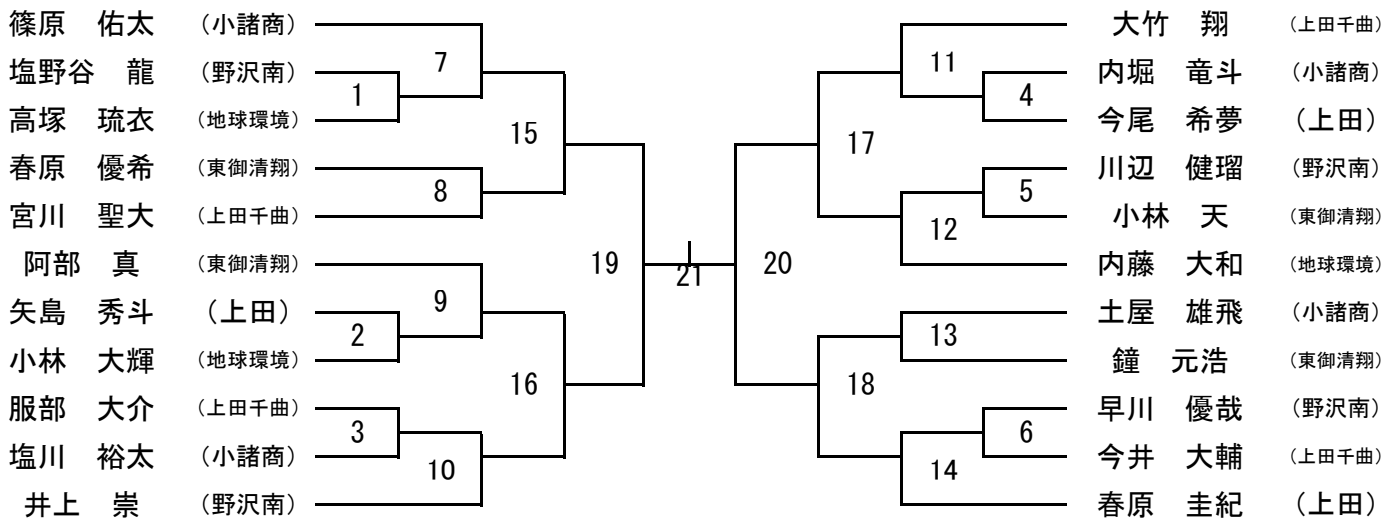 篠原　佑太　（小諸商）　　大竹　翔　（上田千曲）
7　11
塩野谷　龍　（野沢南）　　内堀　竜斗　（小諸商）
1　4
高塚　琉衣　（地球環境）　　今尾　希夢　（上田）
15　17
春原　優希　（東御清翔）　　川辺　健瑠　（野沢南）
8　5
宮川　聖大　（上田千曲）　　小林　天　（東御清翔）
12
阿部　真　（東御清翔）　19　21　20　内藤　大和　（地球環境）
9
矢島　秀斗　（上田）　　土屋　雄飛　（小諸商）
2　13
小林　大輝　（地球環境）　　鐘　元浩　（東御清翔）
16　18
服部　大介　（上田千曲）　　早川　優哉　（野沢南）
3　6
塩川　裕太　（小諸商）　　今井　大輔　（上田千曲）
10　14
井上　崇　（野沢南）　　春原　圭紀　（上田）